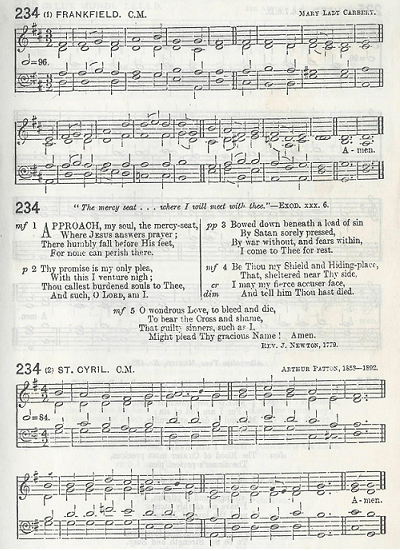 234 (1) FRANKFIELD. C.M. MARY LADY CARBERY.
=96.
A - men.
234 "The mercy seat . . . where I will meet with thee."—EXOD. xxx. 6.
mf 1 APPROACH, my soul, the mercy-seat,
Where JESUS answers prayer;
There humbly fall before His feet,
For none can perish there.
p 2 Thy promise is my only plea,
With this I venture nigh;
Thou callest burdened souls to Thee,
And such, O LORD, am I.
pp 3 Bowed down beneath a load of sin
By Satan sorely pressed,
By war without, and fears within,
I come to Thee for rest.
mf 4 Be Thou my Shield and Hiding-place,
That, sheltered near Thy side,
cr I may my fierce accuser face,
dim And tell him Thou hast died.
mf 5 O wondrous Love, to bleed and die,
To bear the Cross and shame,
That guilty sinners, such as I,
Might plead Thy gracious Name! Amen.
REV. J. NEWTON, 1779.
234 (2) ST. CYRIL. C.M. ARTHUR PATTON, 1853—1892.
=84.
A - men.